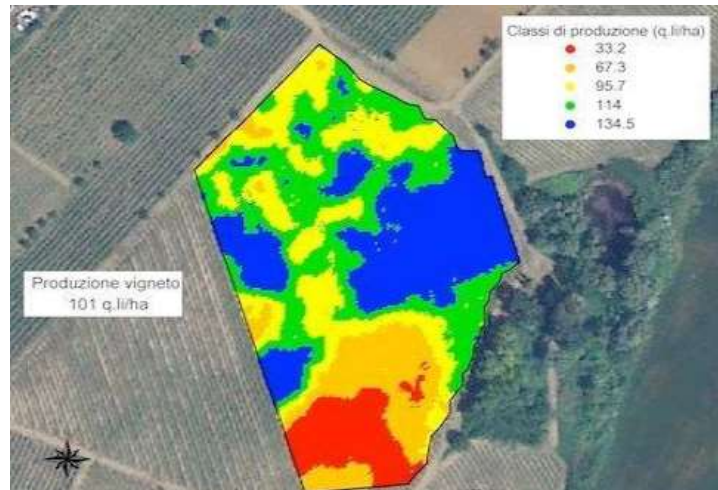 Classi di produzione (q.li/ha)
33.2
67.3
95.7
114
134.5
Produzione vigneto
101 q.li/ha